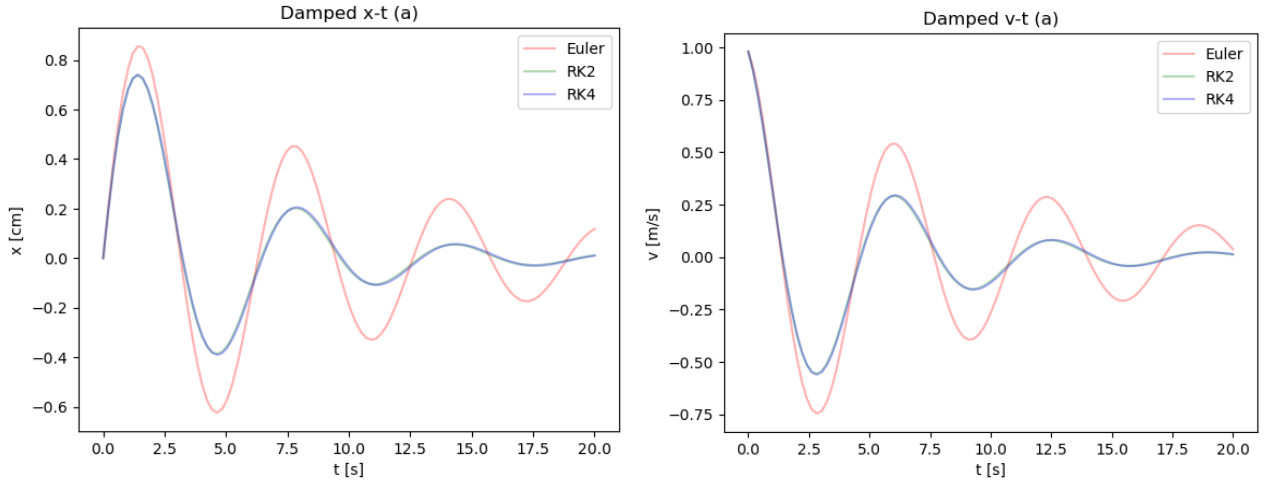 Damped x-t (a)
Euler
RK2
RK4
0.8
0.6
0.4
0.2
0.0
−0.2
−0.4
−0.6
x [cm]
0.0 2.5 5.0 7.5 10.0 12.5 15.0 17.5 20.0
t [s]
Damped v-t (a)
Euler
RK2
RK4
1.00
0.75
0.50
0.25
0.00
−0.25
−0.50
−0.75
v [m/s]
0.0 2.5 5.0 7.5 10.0 12.5 15.0 17.5 20.0
t [s]